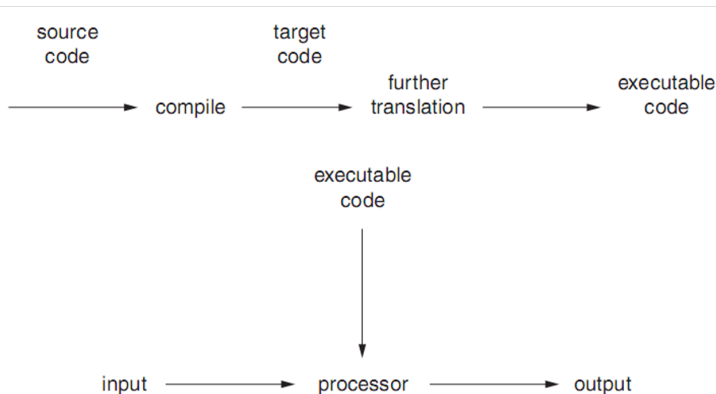 source
code
target
code
further
translation
executable
code
compile
executable
code
input
processor
output